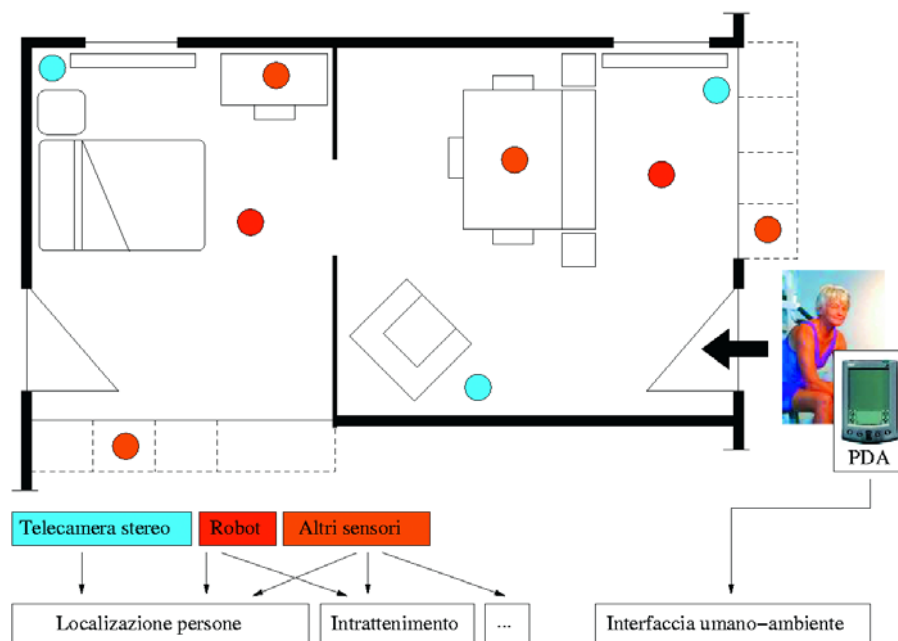 PDA
Telecamera stereo
Robot
Altri sensori
Localizzazione persone
Intrattenimento
...
Interfaccia umano-ambiente